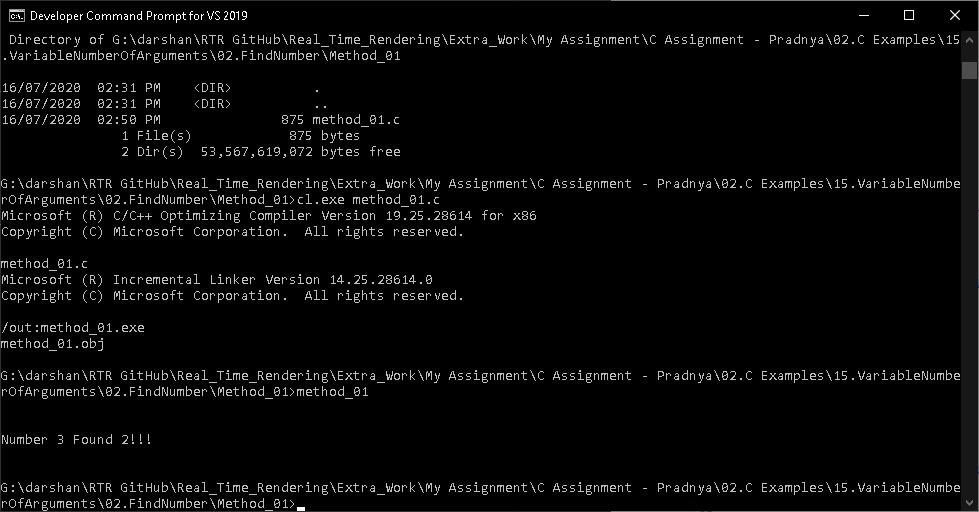 Developer Command Prompt for VS 2019
 Directory of G:\darshan\RTR GitHub\Real_Time_Rendering\Extra_Work\My Assignment\C Assignment - Pradnya\02.C Examples\15
.VariableNumberOfArguments\02.FindNumber\Method_01
16/07/2020  02:31 PM    <DIR>          .
16/07/2020  02:31 PM    <DIR>          ..
16/07/2020  02:50 PM               875 method_01.c
               1 File(s)            875 bytes
               2 Dir(s)  53,567,619,072 bytes free
G:\darshan\RTR GitHub\Real_Time_Rendering\Extra_Work\My Assignment\C Assignment - Pradnya\02.C Examples\15.VariableNumbe
rOfArguments\02.FindNumber\Method_01>cl.exe method_01.c
Microsoft (R) C/C++ Optimizing Compiler Version 19.25.28614 for x86
Copyright (C) Microsoft Corporation.  All rights reserved.
method_01.c
Microsoft (R) Incremental Linker Version 14.25.28614.0
Copyright (C) Microsoft Corporation.  All rights reserved.
/out:method_01.exe
method_01.obj
G:\darshan\RTR GitHub\Real_Time_Rendering\Extra_Work\My Assignment\C Assignment - Pradnya\02.C Examples\15.VariableNumbe
rOfArguments\02.FindNumber\Method_01>method_01
Number 3 Found 2!!!
G:\darshan\RTR GitHub\Real_Time_Rendering\Extra_Work\My Assignment\C Assignment - Pradnya\02.C Examples\15.VariableNumbe
rOfArguments\02.FindNumber\Method_01>